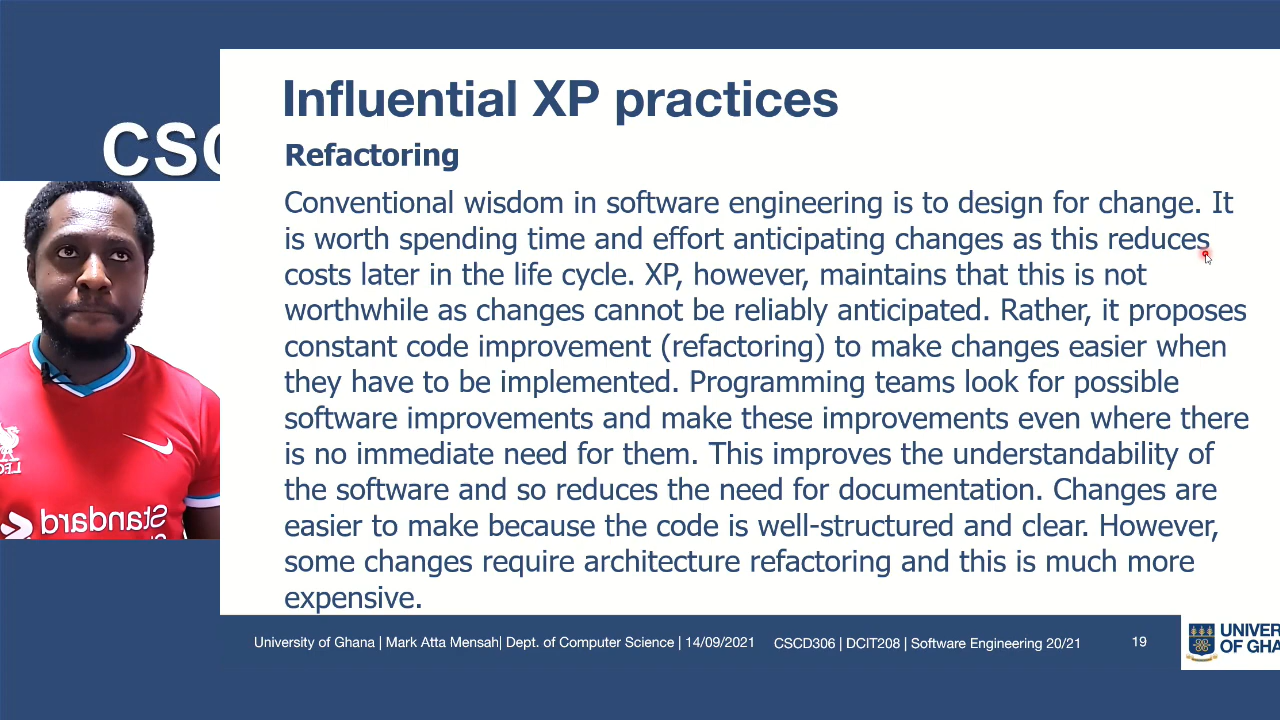 Influential XP practices
CSC
Refactoring
Conventional wisdom in software engineering is to design for change. It
is worth spending time and effort anticipating changes as this reduces
costs later in the life cycle. XP, however, maintains that this is not
worthwhile as changes cannot be reliably anticipated. Rather, it proposes
constant code improvement (refactoring) to make changes easier when
they have to be implemented. Programming teams look for possible
software improvements and make these improvements even where there
is no immediate need for them. This improves the understandability of
the software and so reduces the need for documentation. Changes are
easier to make because the code is well-structured and clear. However,
some changes require architecture refactoring and this is much more
expensive.
LFC
Standard
University of Ghana | Mark Atta Mensah| Dept. of Computer Science | 14/09/2021 CSCD306 | DCIT208 | Software Engineering 20/21 19
UNIVER
OF GHA